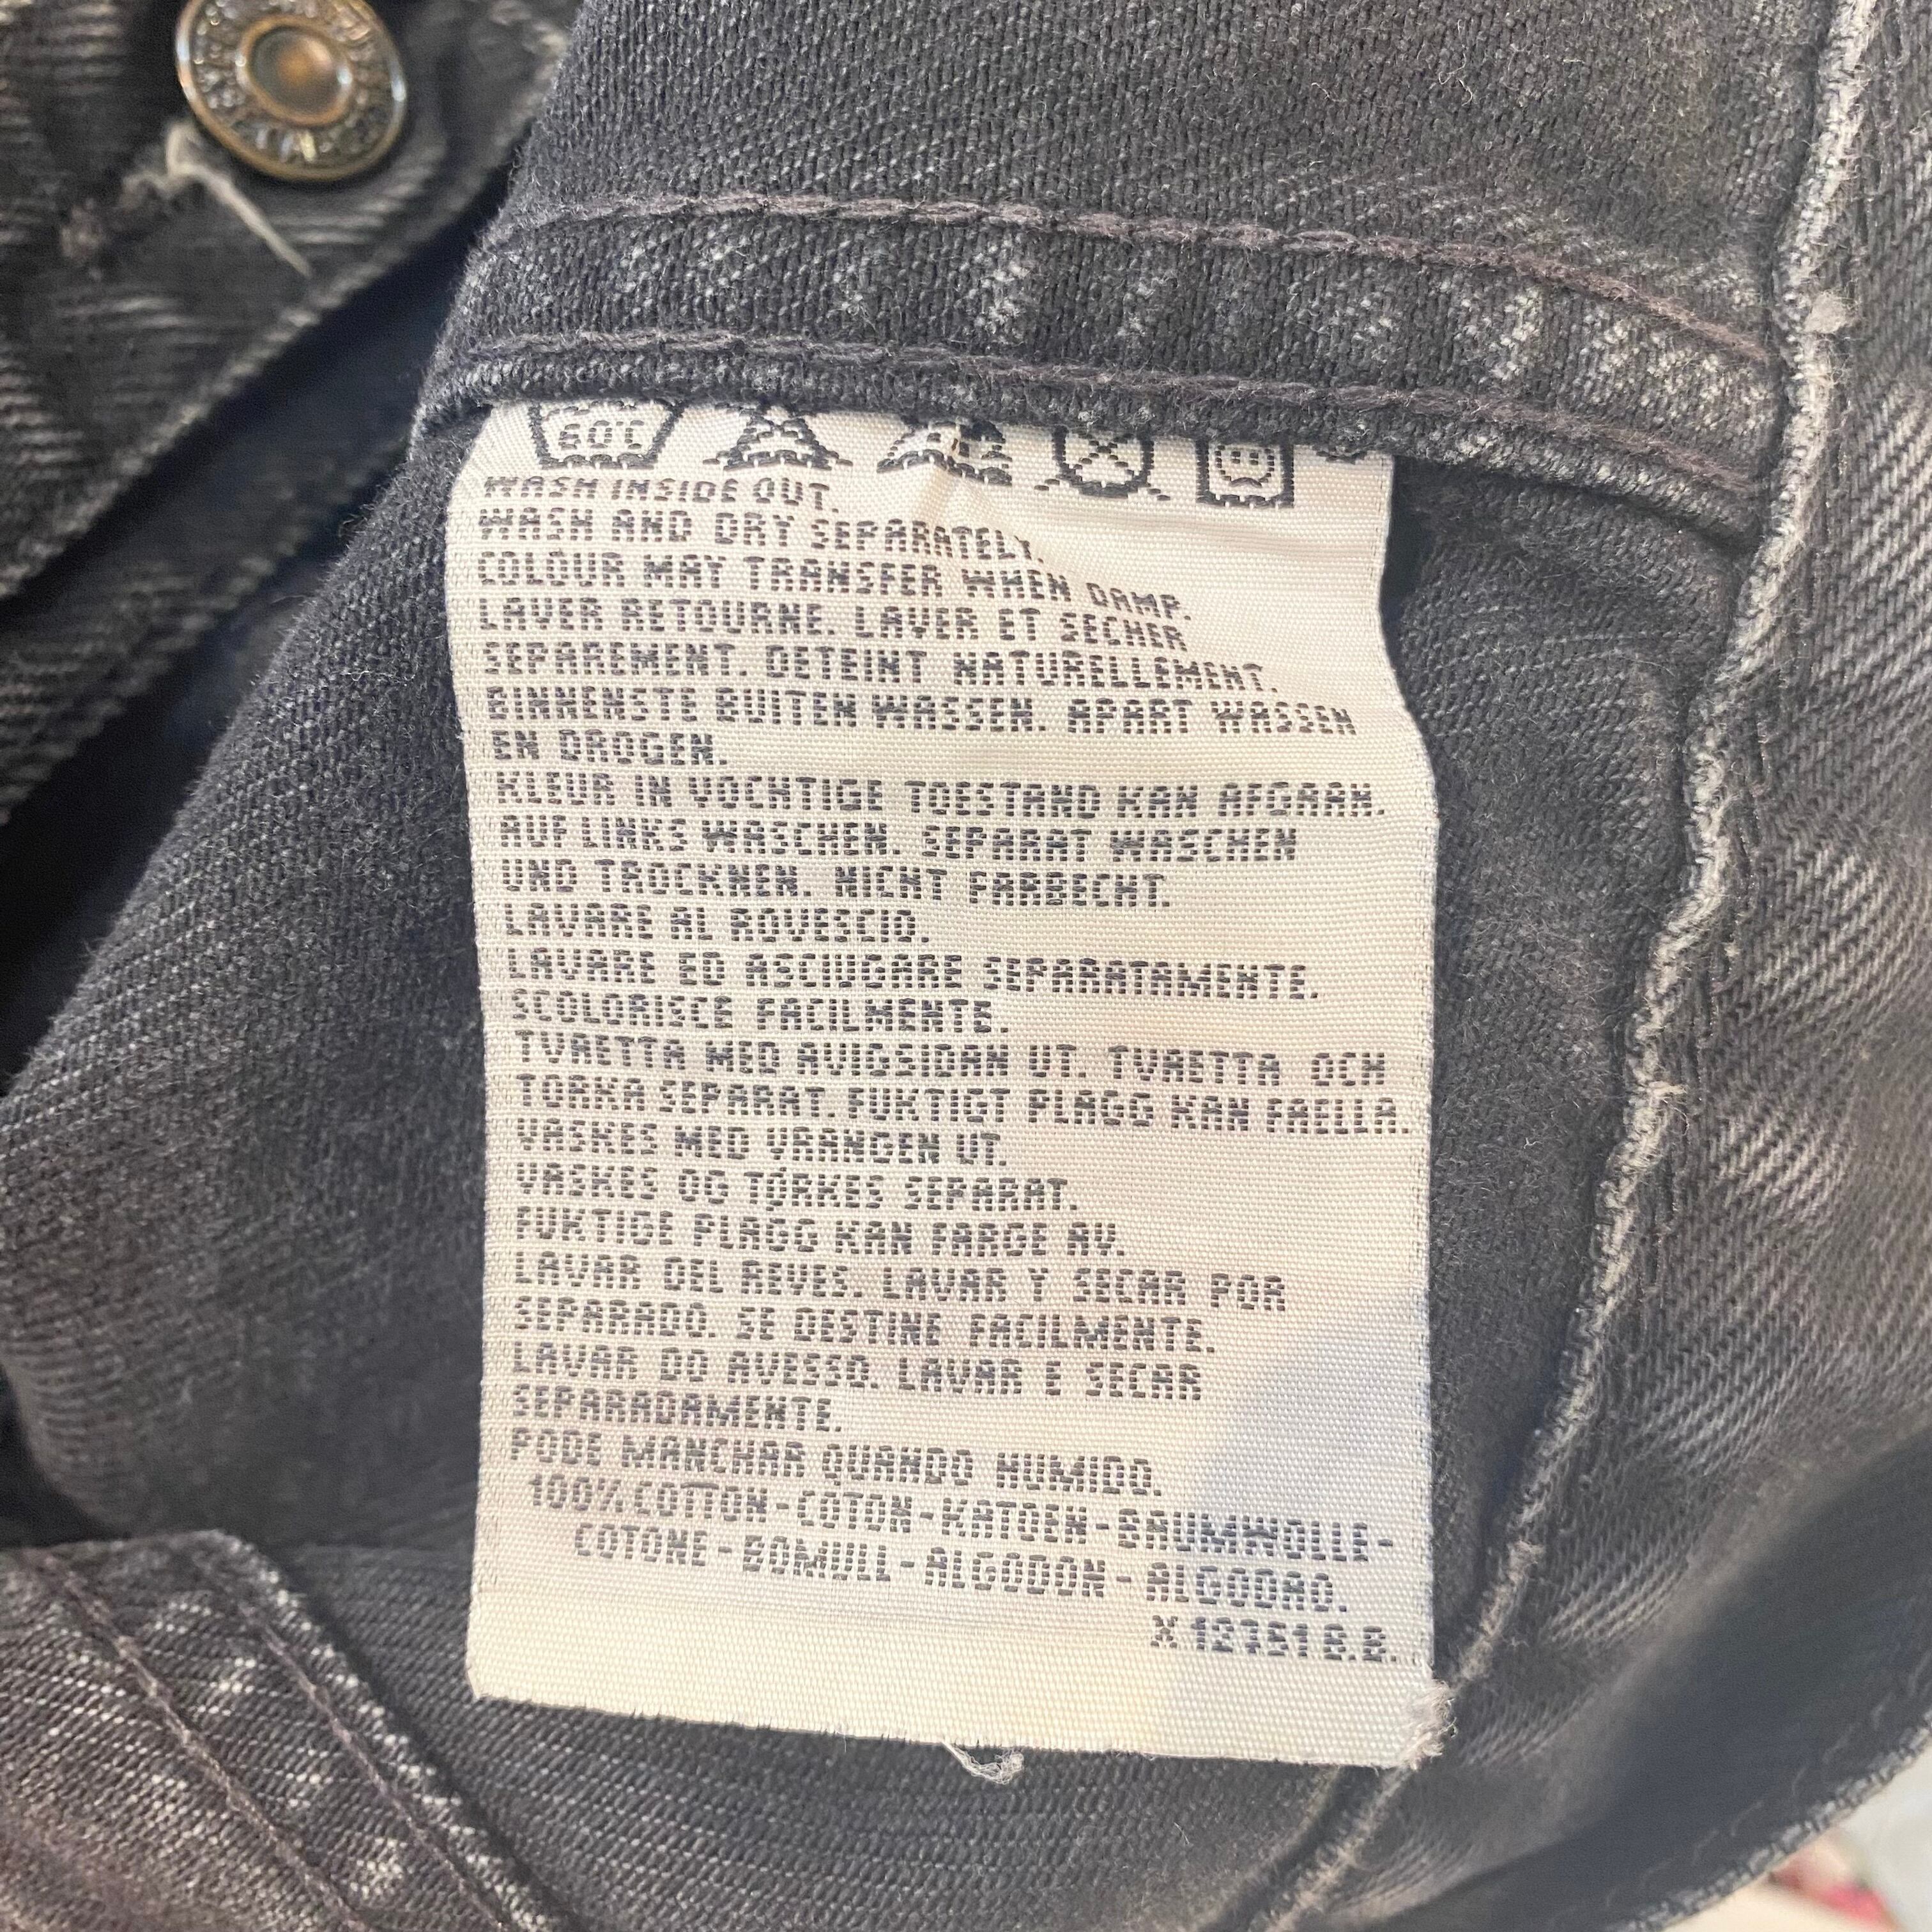 60°C
WASH INSIDE OUT.
WASH AND DRY SEPARATELY.
COLOUR MAY TRANSFER WHEN DAMP.
LAVER RETOURNE. LAVER ET SECHER
SEPAREMENT. DETEINT NATURELLEMENT.
BINNENSTE BUITEN WASSEN. APART WASSEN
EN DROGEN.
KLEUR IN VOCHTIGE TOESTAND KAN AFGAAN.
AUF LINKS WASCHEN. SEPARAT WASCHEN
UND TROCKNEN. NICHT FARBECHT.
LAVARE AL ROVESCIO.
LAVARE ED ASCIUGARE SEPARATAMENTE.
SCOLORISCE FACILMENTE.
TVAETTA MED AVIGSIDAN UT. TVAETTA OCH
TORKA SEPARAT. FUKTIGT PLAGG KAN FAELLA.
VASKES MED VRANGEN UT.
VASKES OG TORKES SEPARAT.
FUKTIGE PLAGG KAN FARGE AV.
LAVAR DEL REVES. LAVAR Y SECAR POR
SEPARADO. SE DESTINE FACILMENTE.
LAVAR DO AVESSO. LAVAR E SECAR
SEPARADAMENTE.
PODE MANCHAR QUANDO HUMIDO.
100% COTTON-COTON-KATOEN-BAUMWOLLE-
COTONE-BOMULL-ALGODON-ALGODAO.
X 12351 B.B.